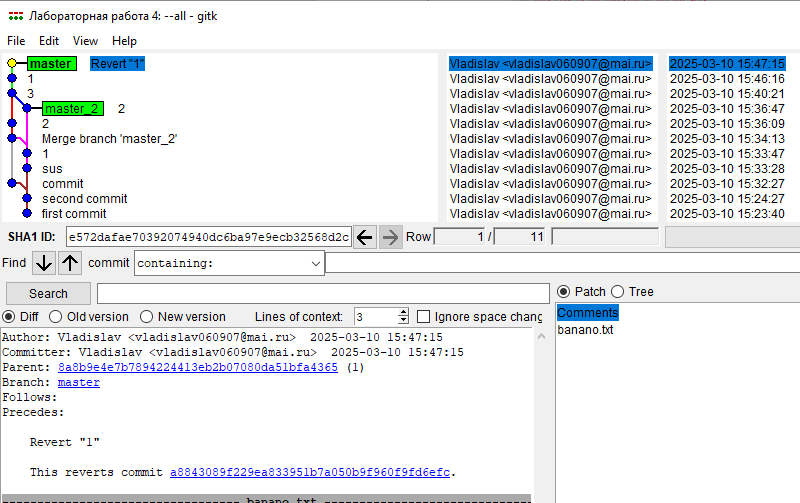 Лабораторная работа 4: --all - gitk
File Edit View Help
master Revert "1" Vladislav <vladislav060907@mai.ru> 2025-03-10 15:47:15
1 Vladislav <vladislav060907@mai.ru> 2025-03-10 15:46:16
3 Vladislav <vladislav060907@mai.ru> 2025-03-10 15:40:21
master_2 2 Vladislav <vladislav060907@mai.ru> 2025-03-10 15:36:47
2 Vladislav <vladislav060907@mai.ru> 2025-03-10 15:36:09
Merge branch 'master_2' Vladislav <vladislav060907@mai.ru> 2025-03-10 15:34:13
1 Vladislav <vladislav060907@mai.ru> 2025-03-10 15:33:47
sus Vladislav <vladislav060907@mai.ru> 2025-03-10 15:33:28
commit Vladislav <vladislav060907@mai.ru> 2025-03-10 15:32:27
second commit Vladislav <vladislav060907@mai.ru> 2025-03-10 15:24:27
first commit Vladislav <vladislav060907@mai.ru> 2025-03-10 15:23:40
SHA1 ID: e572dafae70392074940dc6ba97e9ecb32568d2c Row 1 / 11
Find commit containing:
Search
Patch Tree
Diff Old version New version Lines of context: 3 Ignore space chang
Comments
banano.txt
Author: Vladislav <vladislav060907@mai.ru> 2025-03-10 15:47:15
Committer: Vladislav <vladislav060907@mai.ru> 2025-03-10 15:47:15
Parent: 8a8b9e4e7b7894224413eb2b07080da51bfa4365 (1)
Branch: master
Follows:
Precedes:
Revert "1"
This reverts commit a8843089f229ea833951b7a050b9f960f9fd6efc.
banano.txt